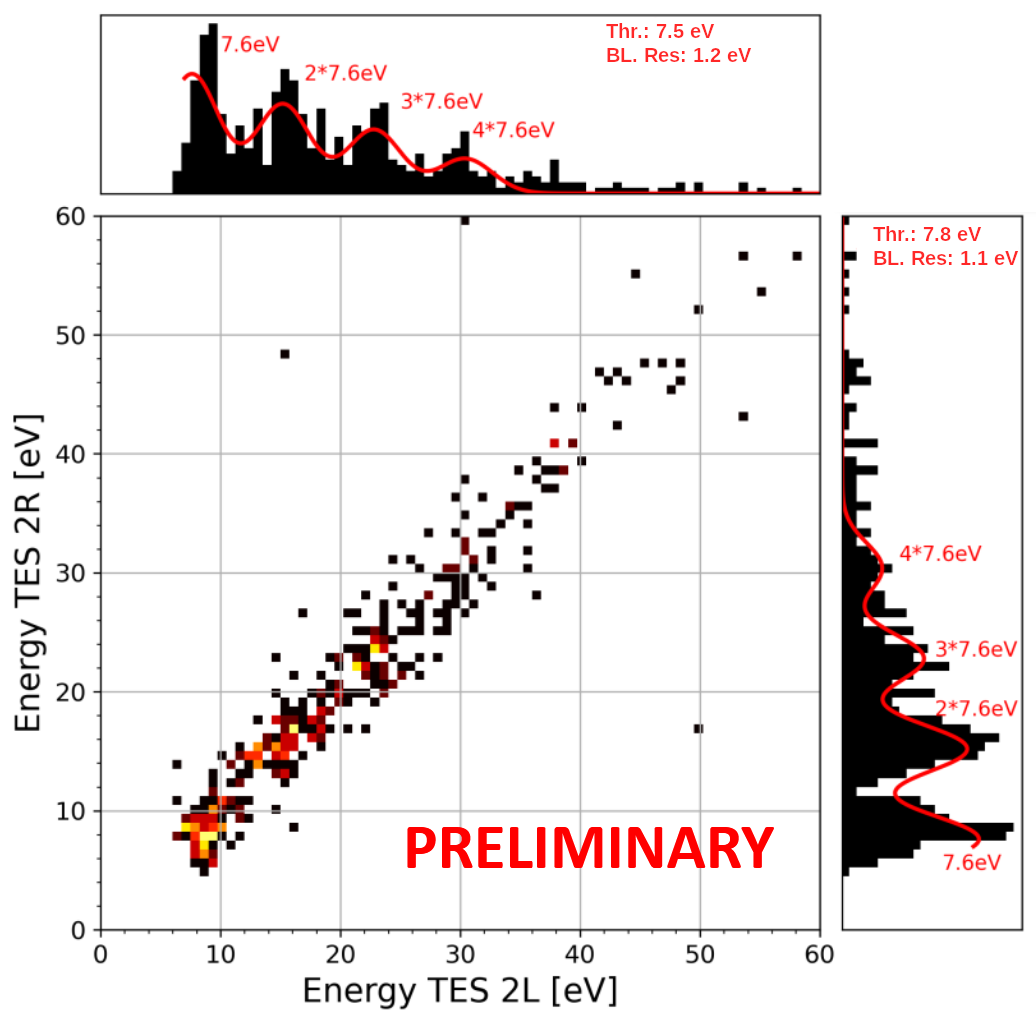 Thr.: 7.5 eV
BL. Res: 1.2 eV
7.6eV
2*7.6eV
3*7.6eV
4*7.6eV
60
50
40
30
20
10
0
Energy TES 2R [eV]
PRELIMINARY
0 10 20 30 40 50 60
Energy TES 2L [eV]
Thr.: 7.8 eV
BL. Res: 1.1 eV
4*7.6eV
3*7.6eV
2*7.6eV
7.6eV